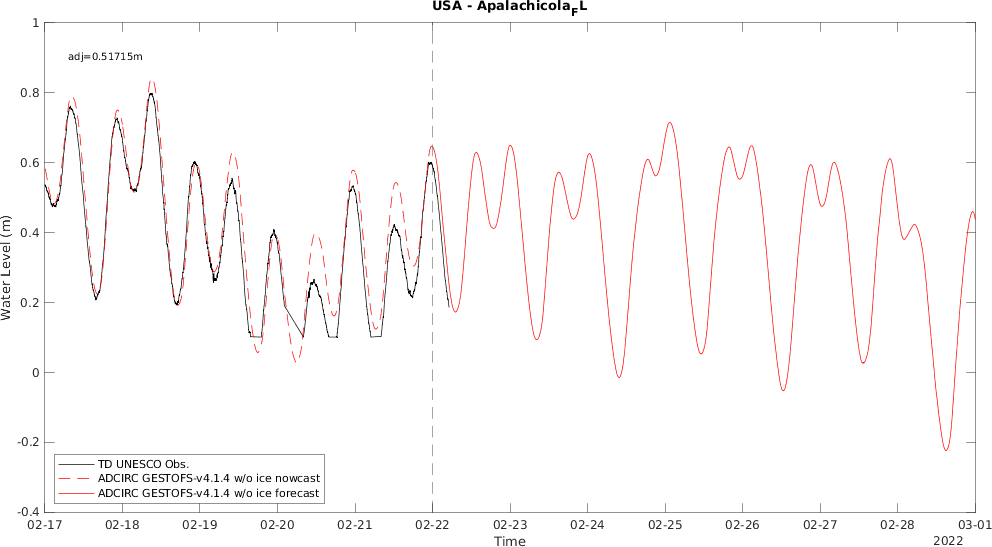 USA - Apalachicola_FL
adj=0.51715m
1
0.8
0.6
0.4
0.2
0
-0.2
-0.4
Water Level (m)
TD UNESCO Obs.
ADCIRC GESTOFS-v4.1.4 w/o ice nowcast
ADCIRC GESTOFS-v4.1.4 w/o ice forecast
02-17 02-18 02-19 02-20 02-21 02-22 02-23 02-24 02-25 02-26 02-27 02-28 03-01
Time
2022